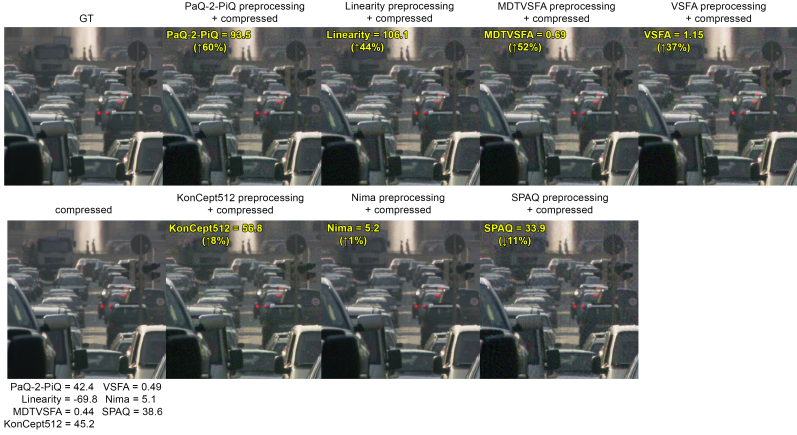 GT
PaQ-2-PiQ preprocessing
+ compressed
Linearity preprocessing
+ compressed
MDTVSFA preprocessing
+ compressed
VSFA preprocessing
+ compressed
PaQ-2-PiQ = 93.5
(↑60%)
Linearity = 106.1
(↑44%)
MDTVSFA = 0.69
(↑52%)
VSFA = 1.15
(↑37%)
compressed
KonCept512 preprocessing
+ compressed
Nima preprocessing
+ compressed
SPAQ preprocessing
+ compressed
KonCept512 = 56.8
(↑8%)
Nima = 5.2
(↑1%)
SPAQ = 33.9
(↓11%)
PaQ-2-PiQ = 42.4 VSFA = 0.49
Linearity = -69.8 Nima = 5.1
MDTVSFA = 0.44 SPAQ = 38.6
KonCept512 = 45.2